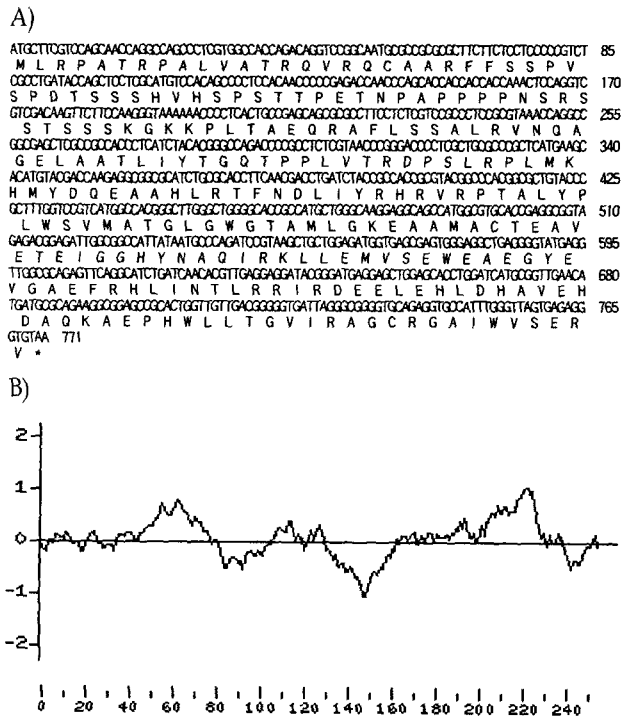 A)
ATGCTTCGTCCAGCAACCAGGCCAGCCCTCGTGGCCACCAGACAGGTCCGGCAATGCGCCGCGCGCTTCTTCTCCTCCCCCGTCT 85
M L R P A T R P A L V A T R Q V R Q C A A R F F S S P V
CGCCTGATACCAGCTCCTCGCATGTCCACAGCCCCTCCACAACCCCCGAGACCAACCCAGCACCACCACCACCAAACTCCAGGTC 170
S P D T S S S H V H S P S T T P E T N P A P P P P N S R S
GTCGACAAGTTCTTCCAAGGGTAAAAAACCCCTCACTGCCGAGCAGCGCGCCTTCCTCTCGTCCGCCCTCCGCGTAAACCAGGCC 255
S T S S S K G K K P L T A E Q R A F L S S A L R V N Q A
GGCGAGCTCGCCGCCACCCTCATCTACACGGGCCAGACCCCGCCTCTCGTAACCCGGGACCCCTCGCTGCGCCCGCTCATGAAGC 340
G E L A A T L I Y T G Q T P P L V T R D P S L R P L M K
ACATGTACGACCAAGAGGCGGCGCATCTGCGCACCTTCAACGACCTGATCTACCGCCACCGCGTACGGCCCACGGCGCTGTACCC 425
H M Y D Q E A A H L R T F N D L I Y R H R V R P T A L Y P
GCTTTGGTCCGTCATGGCCACGGGCTTGGGCTGGGGCACCGCCATGCTGGGCAAGGAGGCAGCCATGGCGTGCACCGAGGCGGTA 510
L W S V M A T G L G W G T A M L G K E A A M A C T E A V
GAGACGGAGATTGGCGGCCATTATAATGCCCAGATCCGTAAGCTGCTGGAGATGGTGAGCGAGTGGGAGGCTGAGGGGTATGAGG 595
E T E I G G H Y N A Q I R K L L E M V S E W E A E G Y E
TTGGCGCAGAGTTCAGGCATCTGATCAACACGTTGAGGAGGATACGGGATGAGGAGCTGGAGCACCTGGATCATGCGGTTGAACA 680
V G A E F R H L I N T L R R I R D E E L E H L D H A V E H
TGATGCGCAGAAGGCGGAGCCGCACTGGTTGTTGACGGGGGTGATTAGGGCGGGGTGCAGAGGTGCCATTTGGGTTAGTGAGAGG 765
D A Q K A E P H W L L T G V I R A G C R G A I W V S E R
GTGTAA 771
V *
B)
2
1
0
-1
-2
0 20 40 60 80 100 120 140 160 180 200 220 240